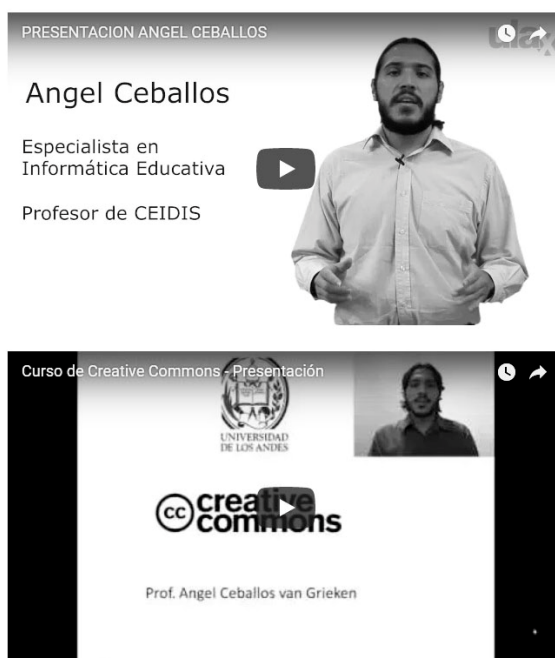 PRESENTACION ANGEL CEBALLOS
Angel Ceballos
Especialista en
Informática Educativa
Profesor de CEIDIS
Curso de Creative Commons - Presentación
UNIVERSIDAD
DE LOS ANDES
cc creative
commons
Prof. Angel Ceballos van Grieken